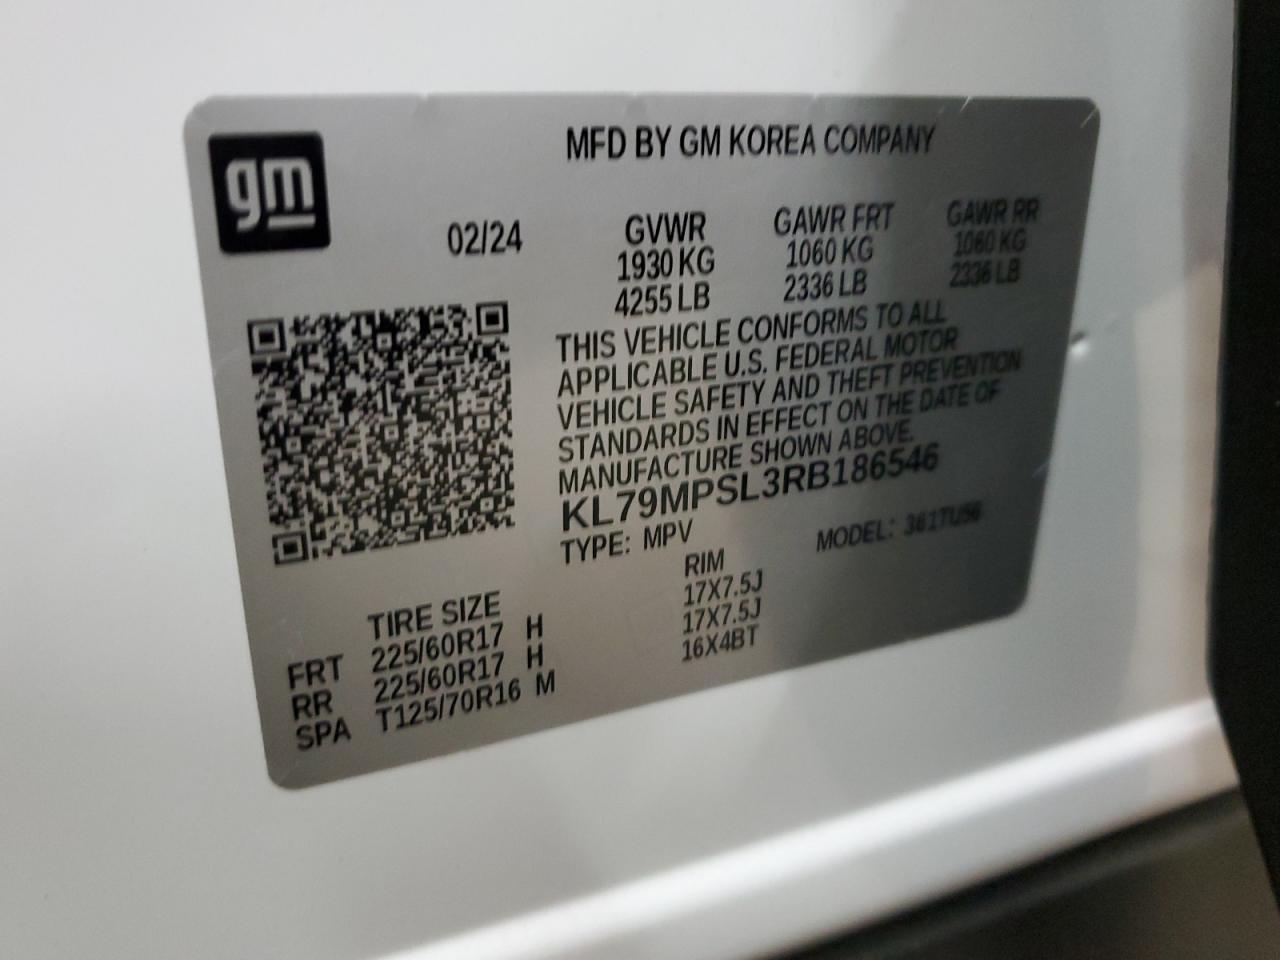 gm
MFD BY GM KOREA COMPANY
02/24 GVWR GAWR FRT GAWR RR
1930 KG 1060 KG 1060 KG
4255 LB 2336 LB 2336 LB
THIS VEHICLE CONFORMS TO ALL
APPLICABLE U.S. FEDERAL MOTOR
VEHICLE SAFETY AND THEFT PREVENTION
STANDARDS IN EFFECT ON THE DATE OF
MANUFACTURE SHOWN ABOVE.
KL79MPSL3RB186546
TYPE: MPV MODEL: 361TU56
TIRE SIZE RIM
FRT 225/60R17 H 17X7.5J
RR 225/60R17 H 17X7.5J
SPA T125/70R16 M 16X4BT